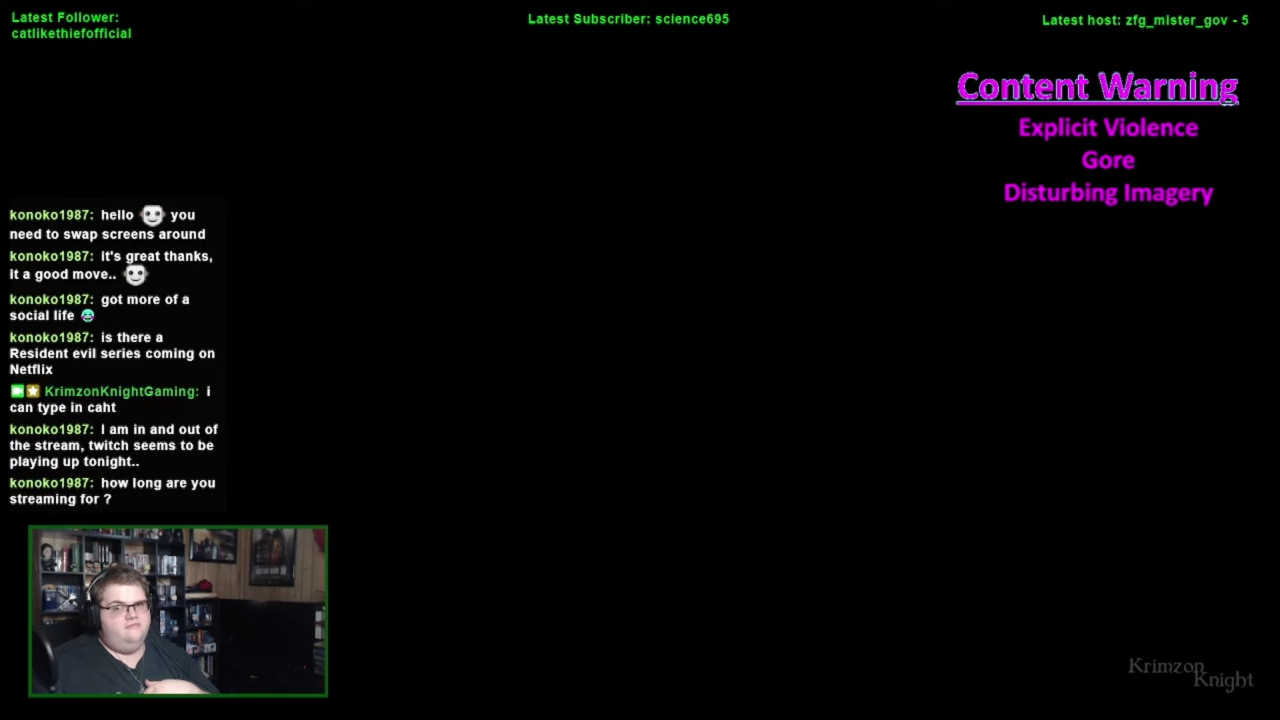 Latest Follower:
catlikethiefofficial
Latest Subscriber: science695
Latest host: zfg_mister_gov - 5
Content Warning
Explicit Violence
Gore
Disturbing Imagery
konoko1987: hello you
need to swap screens around
konoko1987: it's great thanks,
it a good move..
konoko1987: got more of a
social life
konoko1987: is there a
Resident evil series coming on
Netflix
KrimzonKnightGaming: i
can type in caht
konoko1987: I am in and out of
the stream, twitch seems to be
playing up tonight..
konoko1987: how long are you
streaming for ?
Krimzon
Knight